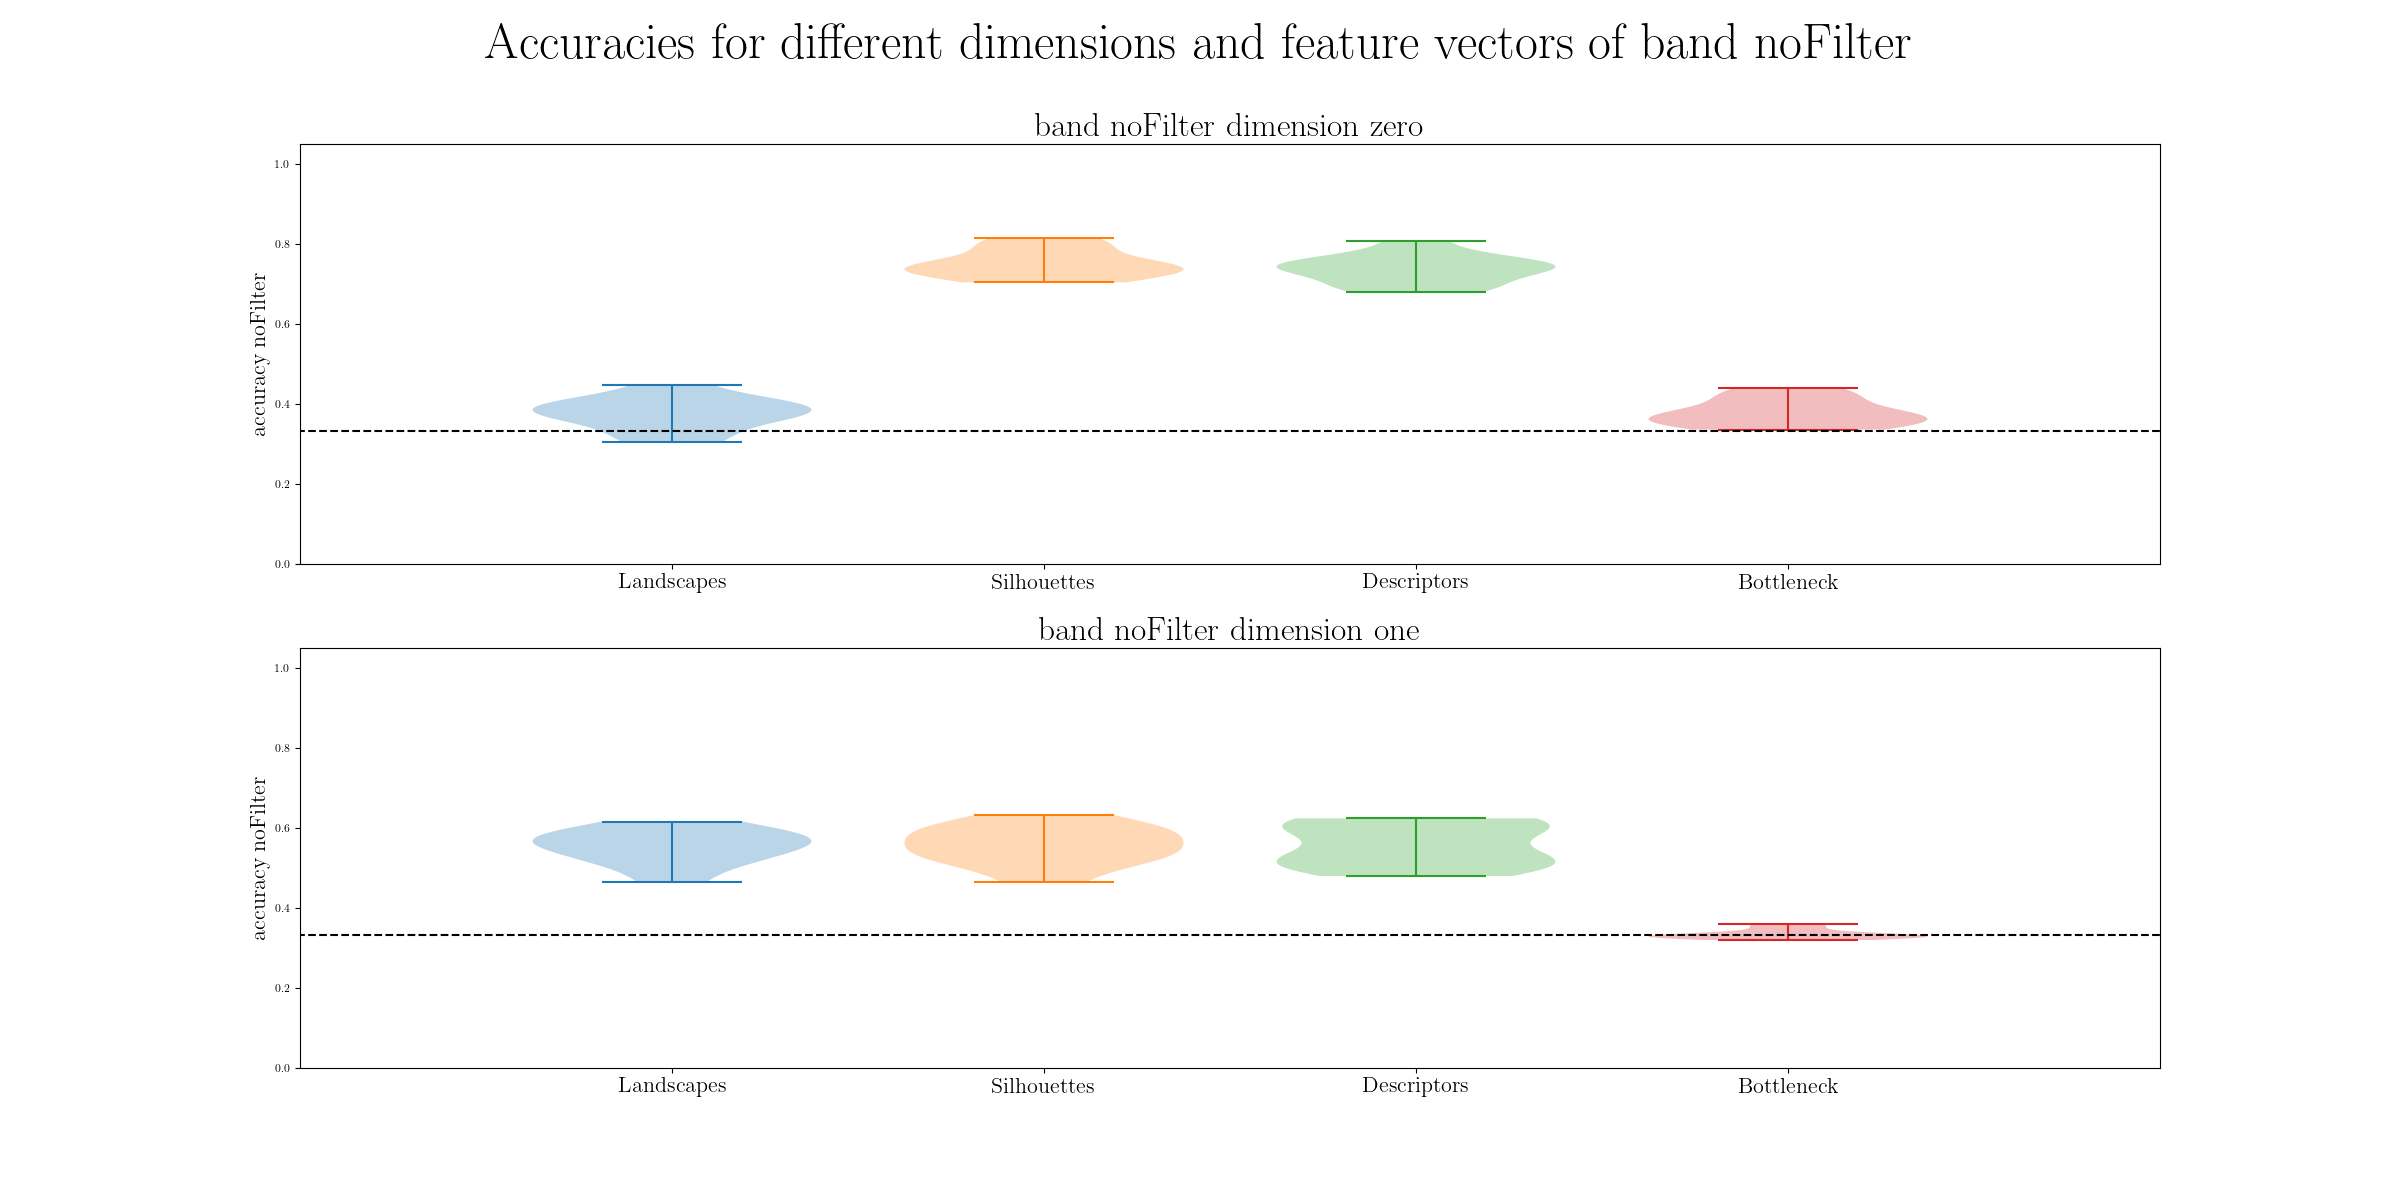 Accuracies for different dimensions and feature vectors of band noFilter
band noFilter dimension zero
accuracy noFilter
1.0
0.8
0.6
0.4
0.2
0.0
Landscapes Silhouettes Descriptors Bottleneck
band noFilter dimension one
accuracy noFilter
1.0
0.8
0.6
0.4
0.2
0.0
Landscapes Silhouettes Descriptors Bottleneck